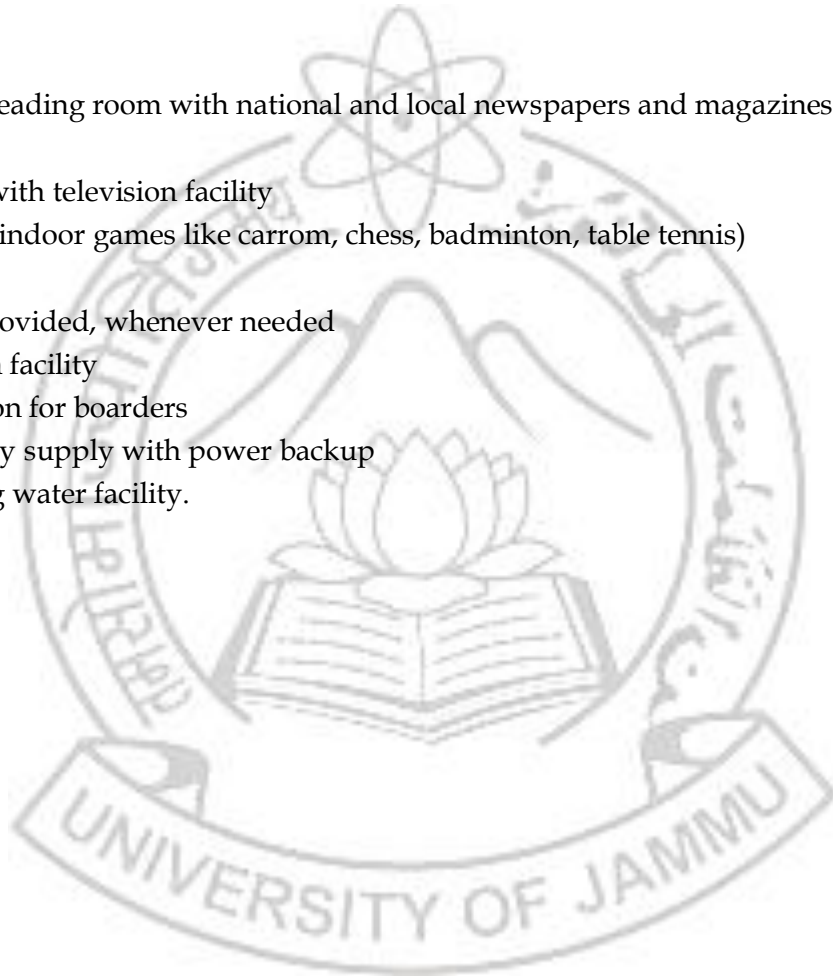 eading room with national and local newspapers and magazines
with television facility
indoor games like carrom, chess, badminton, table tennis)
ovided, whenever needed
facility
on for boarders
y supply with power backup
g water facility.
UNIVERSITY OF JAMMU